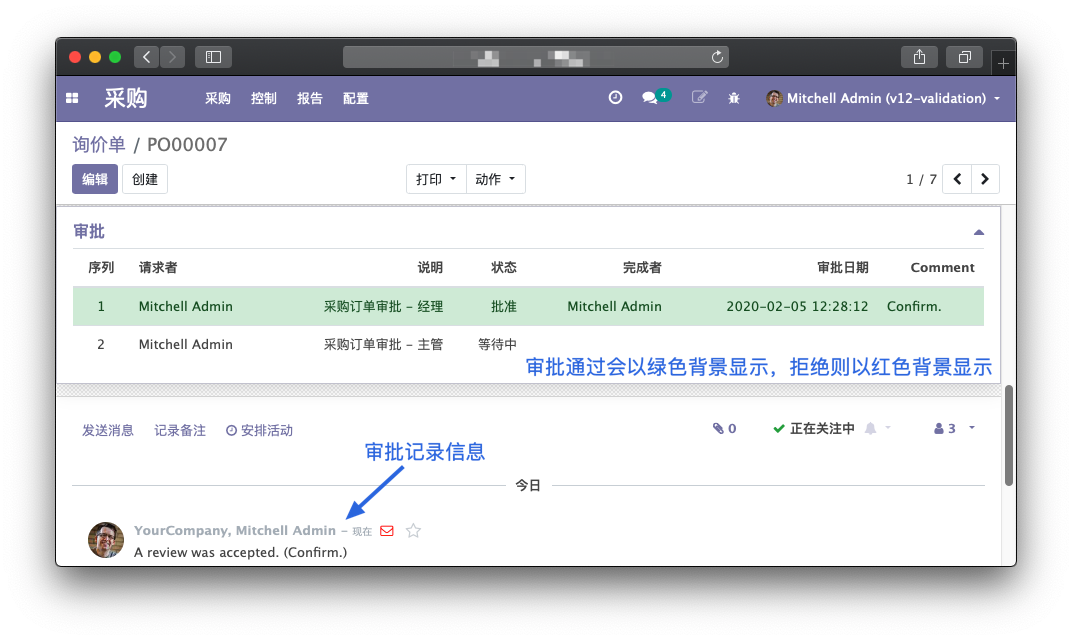 采购 采购 控制 报告 配置 4 Mitchell Admin (v12-validation)
询价单 / PO00007
编辑 创建 打印 动作 1 / 7
审批
序列 请求者 说明 状态 完成者 审批日期 Comment
1 Mitchell Admin 采购订单审批 – 经理 批准 Mitchell Admin 2020-02-05 12:28:12 Confirm.
2 Mitchell Admin 采购订单审批 – 主管 等待中
审批通过会以绿色背景显示，拒绝则以红色背景显示
发送消息 记录备注 安排活动 0 正在关注中 3
审批记录信息
今日
YourCompany, Mitchell Admin – 现在
A review was accepted. (Confirm.)